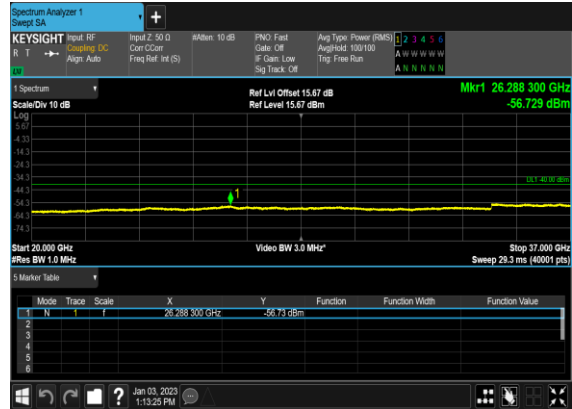 Spectrum Analyzer 1
Swept SA
+
KEYSIGHT Input: RF Input Z: 50 Ω #Atten: 10 dB PNO: Fast Avg Type: Power (RMS) 1 2 3 4 5 6
R T Coupling: DC Corr CCorr Gate: Off Avg|Hold: 100/100 A W W W W W
Align: Auto Freq Ref: Int (S) IF Gain: Low Trig: Free Run
Sig Track: Off A N N N N N
1 Spectrum Ref Lvl Offset 15.67 dB Mkr1 26.288 300 GHz
Scale/Div 10 dB Ref Level 15.67 dBm -56.729 dBm
Log
5.67
-4.33
-14.3
-24.3
-34.3
DL1 -40.00 dBm
-44.3
1
-54.3
-64.3
-74.3
Start 20.000 GHz Video BW 3.0 MHz* Stop 37.000 GHz
#Res BW 1.0 MHz Sweep 29.3 ms (40001 pts)
5 Marker Table
Mode Trace Scale X Y Function Function Width Function Value
1 N 1 f 26.288 300 GHz -56.73 dBm
2
3
4
5
6
? Jan 03, 2023
1:13:25 PM